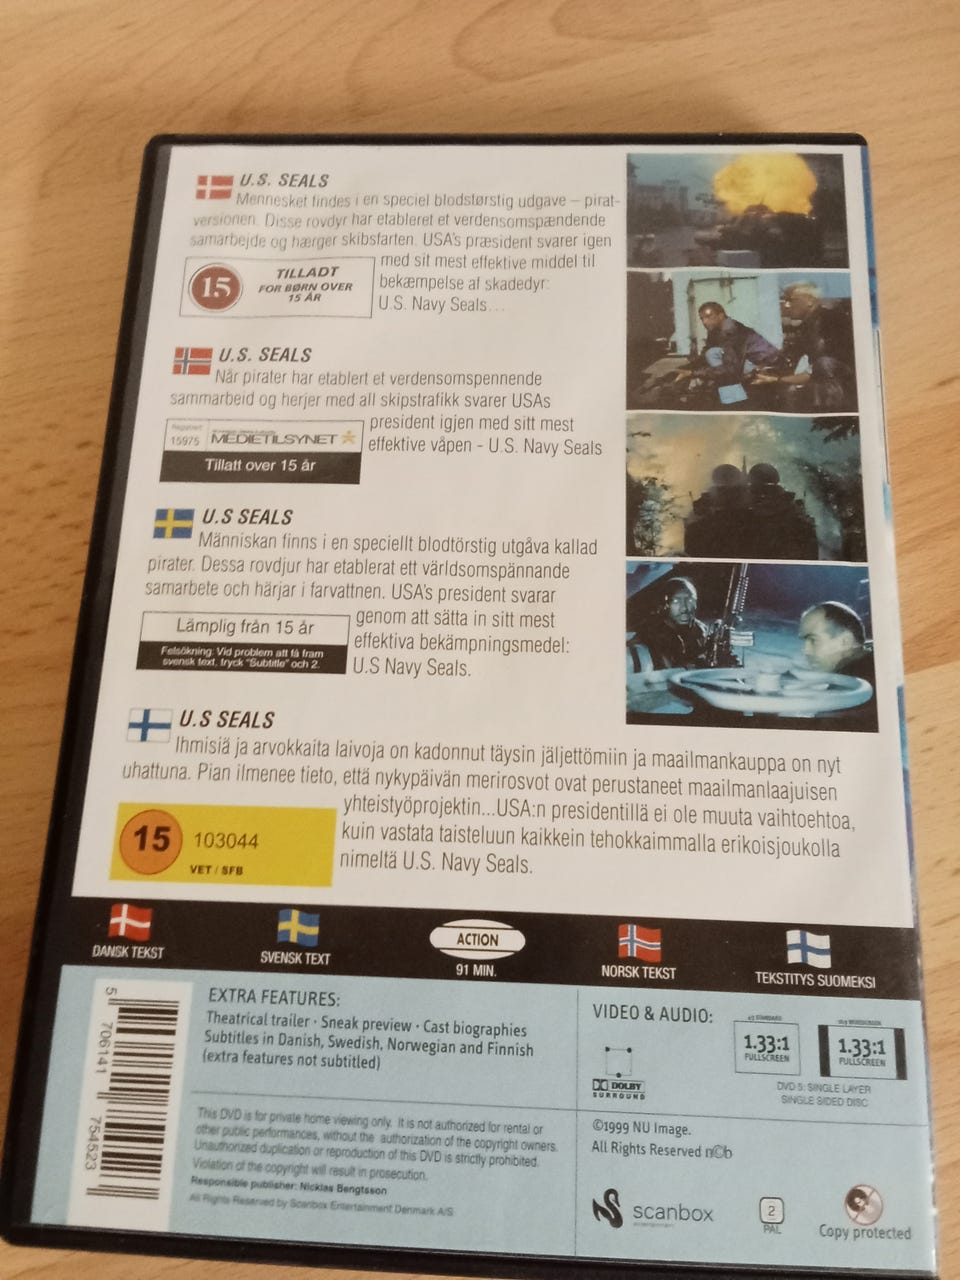 U.S. SEALS
Mennesket findes i en speciel blodstørstig udgave – pirat-
versionen. Disse rovdyr har etableret et verdensomspændende
samarbejde og hærger skibsfarten. USA's præsident svarer igen
med sit mest effektive middel til
bekæmpelse af skadedyr:
U.S. Navy Seals...
15
TILLADT
FOR BØRN OVER
15 ÅR
U.S. SEALS
Når pirater har etablert et verdensomspennende
sammarbeid og herjer med all skipstrafikk svarer USAs
president igjen med sitt mest
effektive våpen - U.S. Navy Seals
15975
MEDIETILSYNET
Tillatt over 15 år
U.S SEALS
Människan finns i en speciellt blodtörstig utgåva kallad
pirater. Dessa rovdjur har etablerat ett världsomspännande
samarbete och härjar i farvattnen. USA's president svarar
genom att sätta in sitt mest
effektiva bekämpningsmedel:
U.S Navy Seals.
Lämplig från 15 år
Felsökning: Vid problem att få fram
svensk text, tryck "Subtitle" och 2.
U.S SEALS
Ihmisiä ja arvokkaita laivoja on kadonnut täysin jäljettömiin ja maailmankauppa on nyt
uhattuna. Pian ilmenee tieto, että nykypäivän merirosvot ovat perustaneet maailmanlaajuisen
yhteistyöprojektin...USA:n presidentillä ei ole muuta vaihtoehtoa,
kuin vastata taisteluun kaikkein tehokkaimmalla erikoisjoukolla
nimeltä U.S. Navy Seals.
15
103044
VET / SFB
DANSK TEKST
SVENSK TEXT
ACTION
91 MIN.
NORSK TEKST
TEKSTITYS SUOMEKSI
5 706141 754523
EXTRA FEATURES:
Theatrical trailer · Sneak preview · Cast biographies
Subtitles in Danish, Swedish, Norwegian and Finnish
(extra features not subtitled)
This DVD is for private home viewing only. It is not authorized for rental or
other public performances, without the authorization of the copyright owners.
Unauthorized duplication or reproduction of this DVD is strictly prohibited.
Violation of the copyright will result in prosecution.
Responsible publisher: Nicklas Bengtsson
All Rights Reserved by Scanbox Entertainment Denmark A/S
VIDEO & AUDIO:
DOLBY
SURROUND
4:3 STANDARD
1.33:1
FULLSCREEN
16:9 WIDESCREEN
1.33:1
FULLSCREEN
DVD 5: SINGLE LAYER
SINGLE SIDED DISC
©1999 NU Image.
All Rights Reserved n©b
scanbox
entertainment
2
PAL
Copy protected